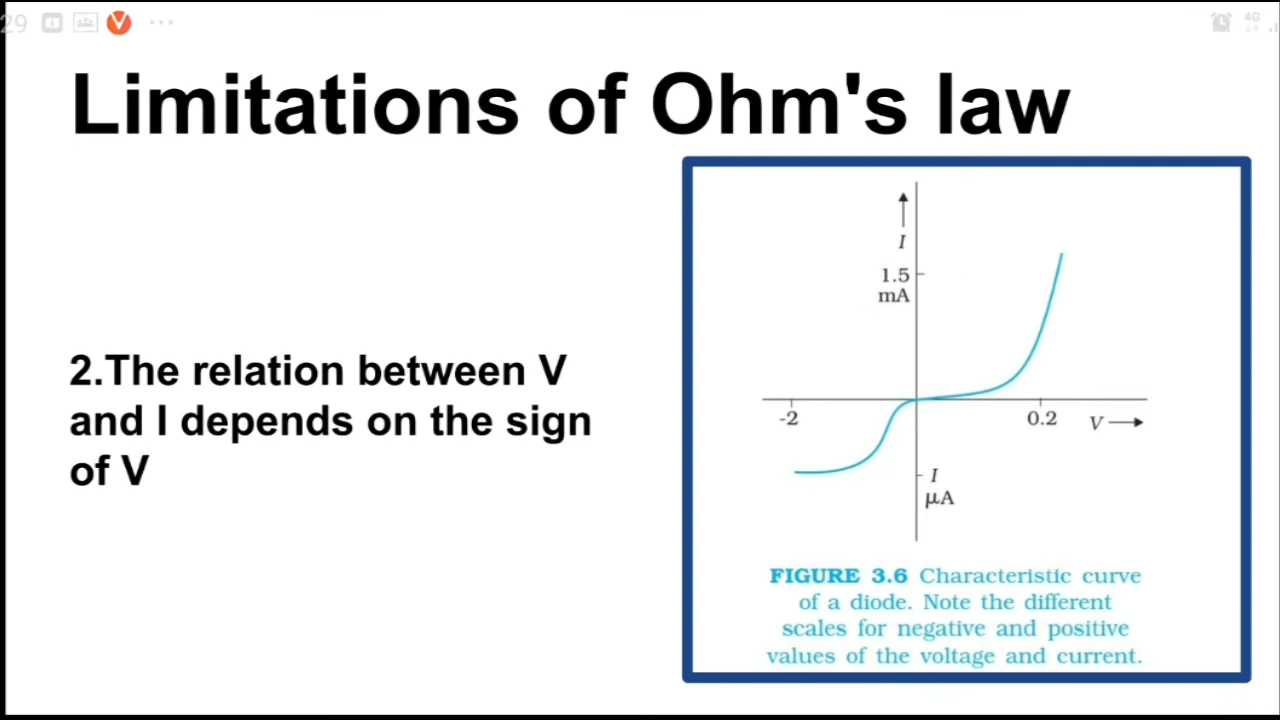 29
4G
Limitations of Ohm's law
2.The relation between V
and I depends on the sign
of V
I
1.5
mA
-2
0.2
V
I
μA
FIGURE 3.6 Characteristic curve
of a diode. Note the different
scales for negative and positive
values of the voltage and current.